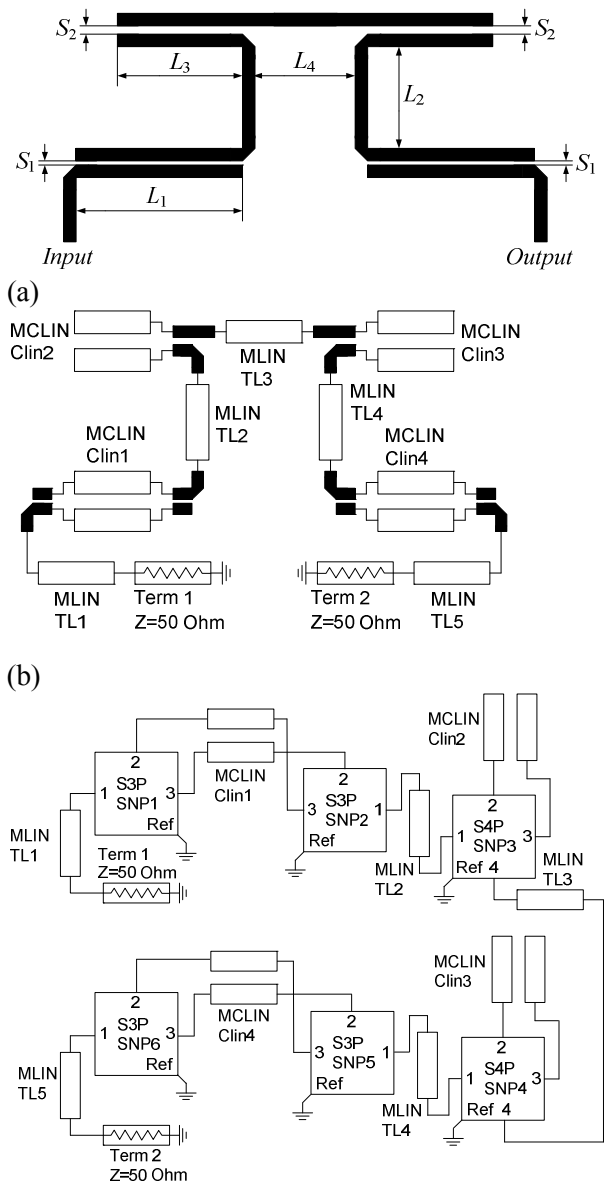 S2 S2
L3 L4
L2
S1 S1
L1
Input Output
(a)
MCLIN
Clin2
MLIN
TL3
MCLIN
Clin3
MLIN
TL2
MLIN
TL4
MCLIN
Clin1
MCLIN
Clin4
MLIN
TL1
Term 1
Z=50 Ohm
Term 2
Z=50 Ohm
MLIN
TL5
(b)
MCLIN
Clin2
2
S3P
1 3
SNP1
Ref
MCLIN
Clin1
2
S3P
3 1
SNP2
Ref
2
S4P
1 3
SNP3
Ref 4
MLIN
TL1
Term 1
Z=50 Ohm
MLIN
TL2
MLIN
TL3
MCLIN
Clin3
2
S3P
1 3
SNP6
Ref
MCLIN
Clin4
2
S3P
3 1
SNP5
Ref
2
S4P
1 3
SNP4
Ref 4
MLIN
TL5
MLIN
TL4
Term 2
Z=50 Ohm